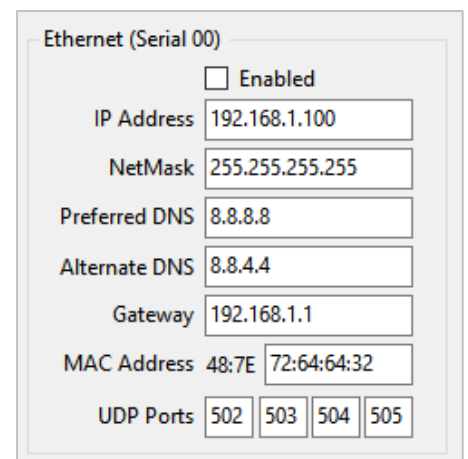 Ethernet (Serial 00)
Enabled
IP Address 192.168.1.100
NetMask 255.255.255.255
Preferred DNS 8.8.8.8
Alternate DNS 8.8.4.4
Gateway 192.168.1.1
MAC Address 48:7E 72:64:64:32
UDP Ports 502 503 504 505